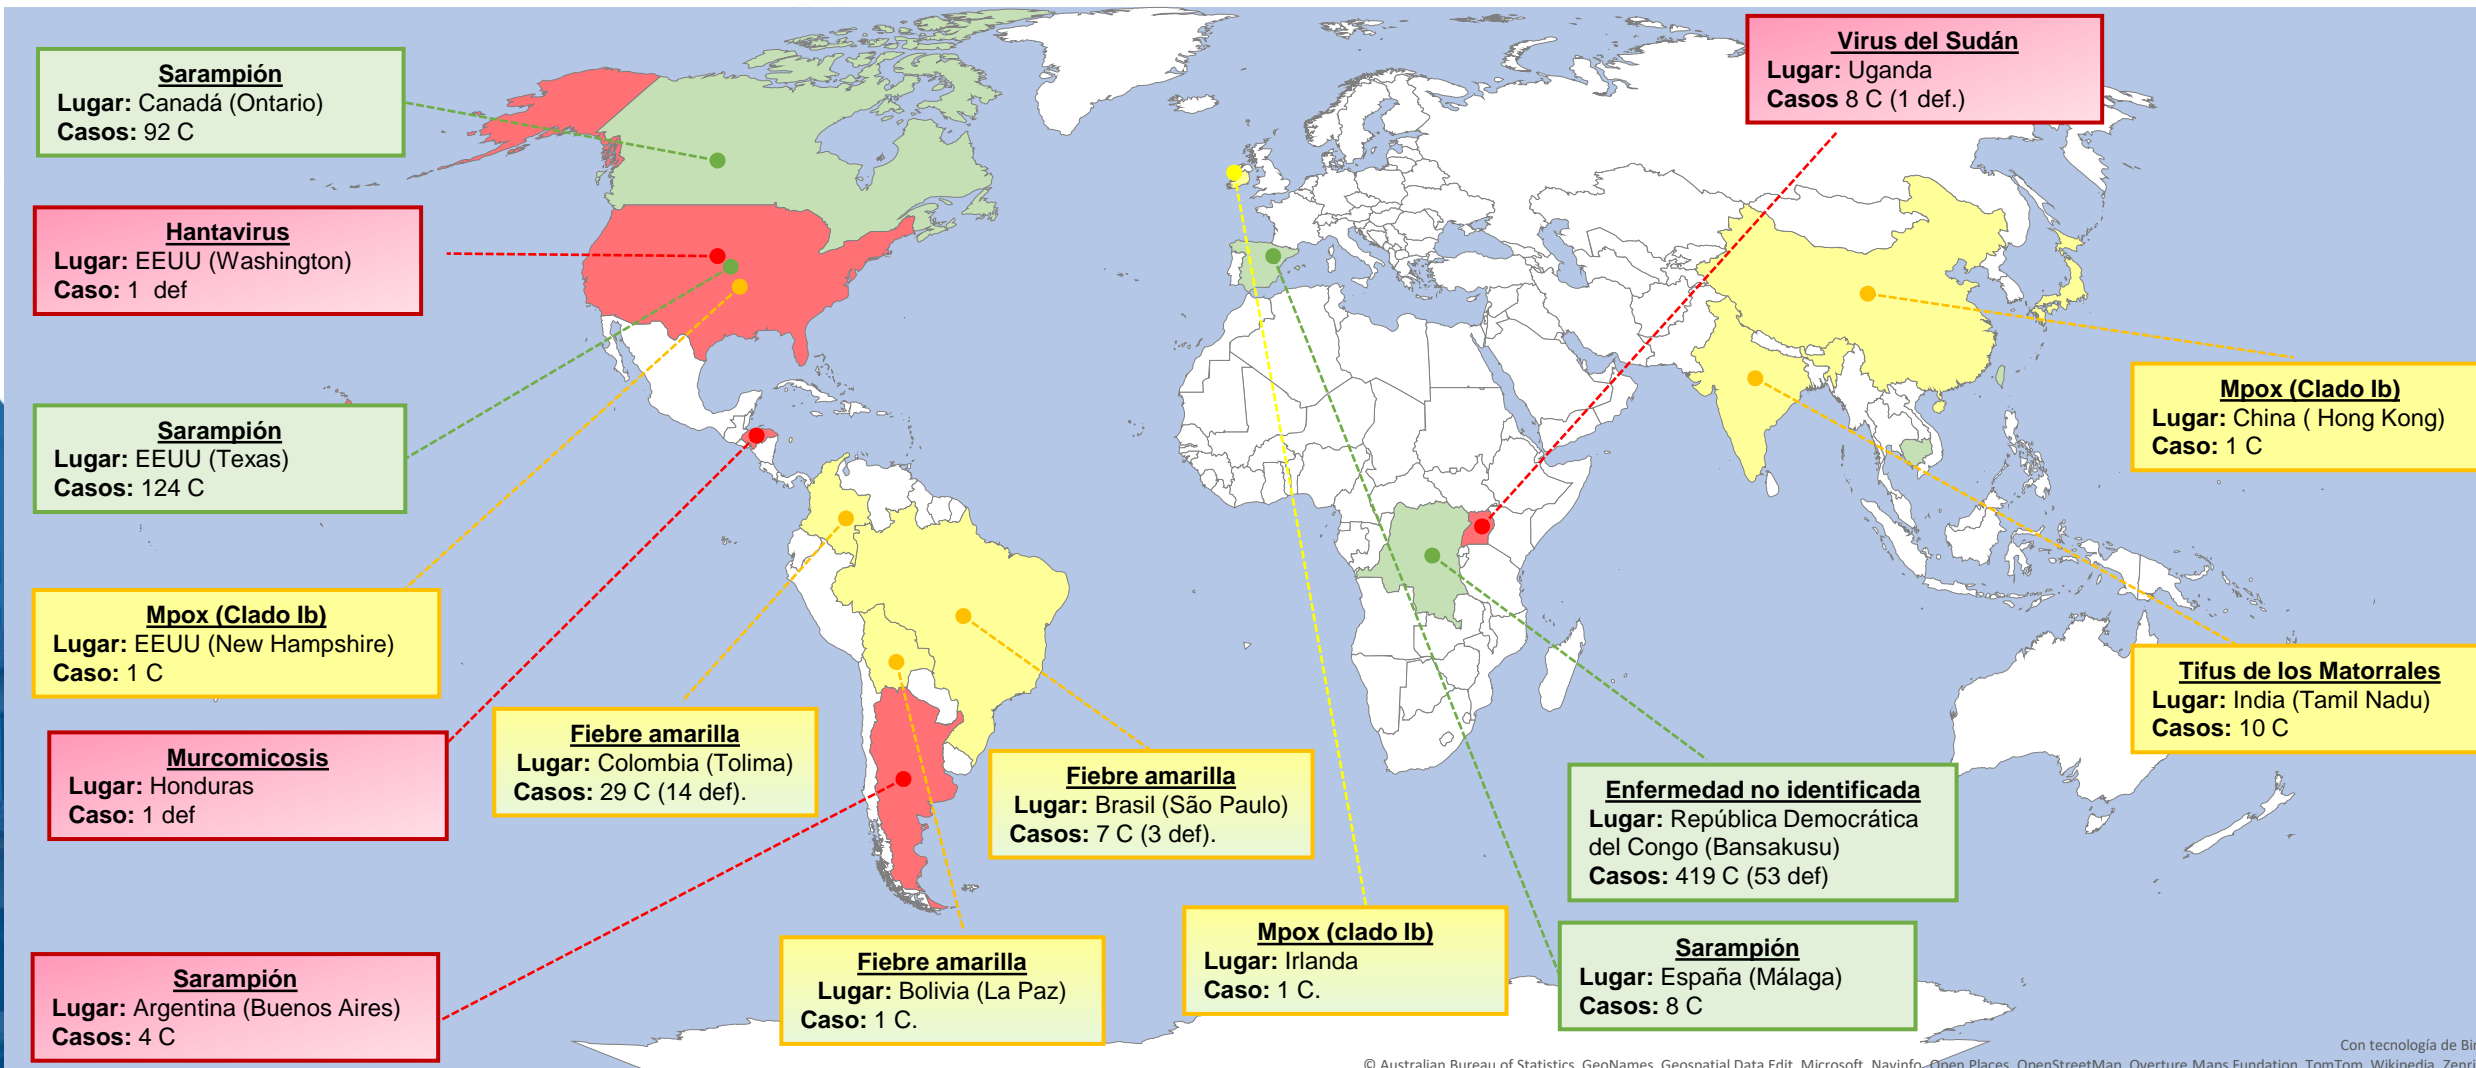 Sarampión
Lugar: Canadá (Ontario)
Casos: 92 C
Hantavirus
Lugar: EEUU (Washington)
Caso: 1 def
Sarampión
Lugar: EEUU (Texas)
Casos: 124 C
Mpox (Clado Ib)
Lugar: EEUU (New Hampshire)
Caso: 1 C
Murcomicosis
Lugar: Honduras
Caso: 1 def
Sarampión
Lugar: Argentina (Buenos Aires)
Casos: 4 C
Fiebre amarilla
Lugar: Colombia (Tolima)
Casos: 29 C (14 def).
Fiebre amarilla
Lugar: Bolivia (La Paz)
Caso: 1 C.
Fiebre amarilla
Lugar: Brasil (São Paulo)
Casos: 7 C (3 def).
Mpox (clado Ib)
Lugar: Irlanda
Caso: 1 C.
Virus del Sudán
Lugar: Uganda
Casos 8 C (1 def.)
Mpox (Clado Ib)
Lugar: China ( Hong Kong)
Caso: 1 C
Tifus de los Matorrales
Lugar: India (Tamil Nadu)
Casos: 10 C
Enfermedad no identificada
Lugar: República Democrática
del Congo (Bansakusu)
Casos: 419 C (53 def)
Sarampión
Lugar: España (Málaga)
Casos: 8 C
Con tecnología de
© Australian Bureau of Statistics, GeoNames, Geospatial Data Edit, Microsoft, Navinfo, Open Places, OpenStreetMap, Overture Maps Fundation, TomTom, Wikipedia,